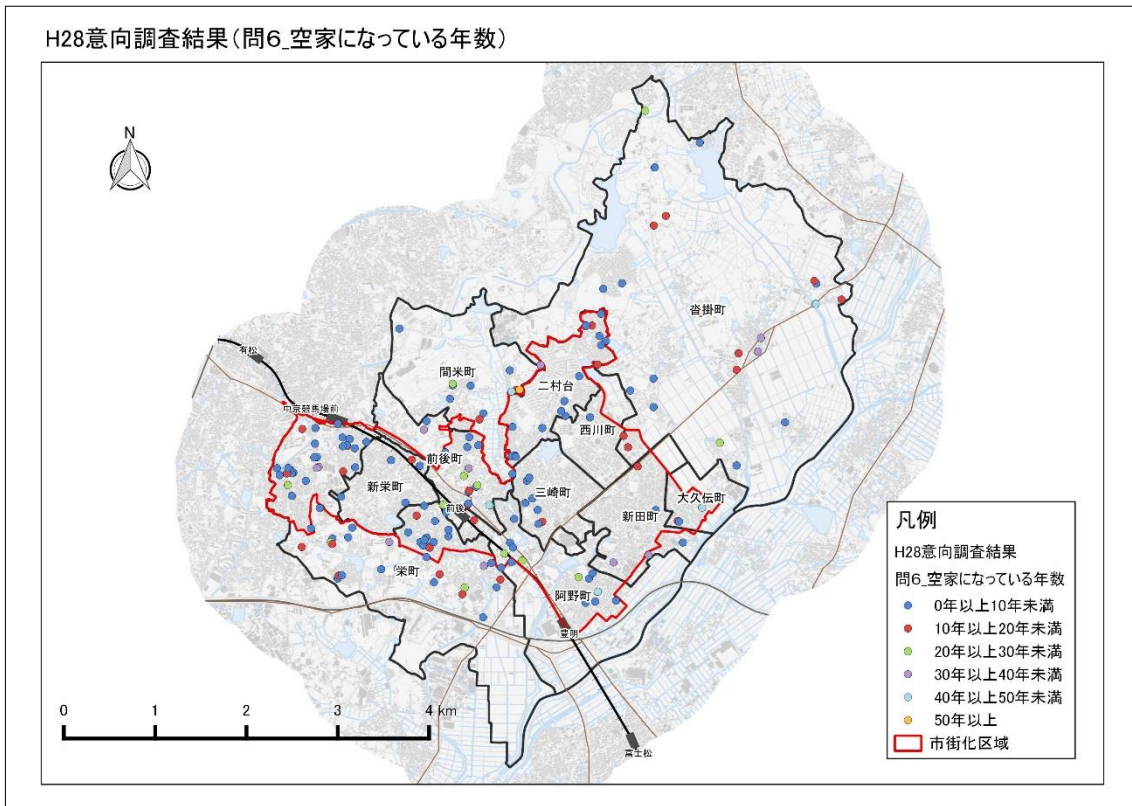 H28意向調査結果(問6_空家になっている年数)
N
沓掛町
有松
間米町
二村台
中京競馬場前
西川町
前後町
新栄町
三崎町
大久伝町
前後
新田町
栄町
阿野町
豊明
富士松
0 1 2 3 4 km
凡例
H28意向調査結果
問6_空家になっている年数
0年以上10年未満
10年以上20年未満
20年以上30年未満
30年以上40年未満
40年以上50年未満
50年以上
市街化区域